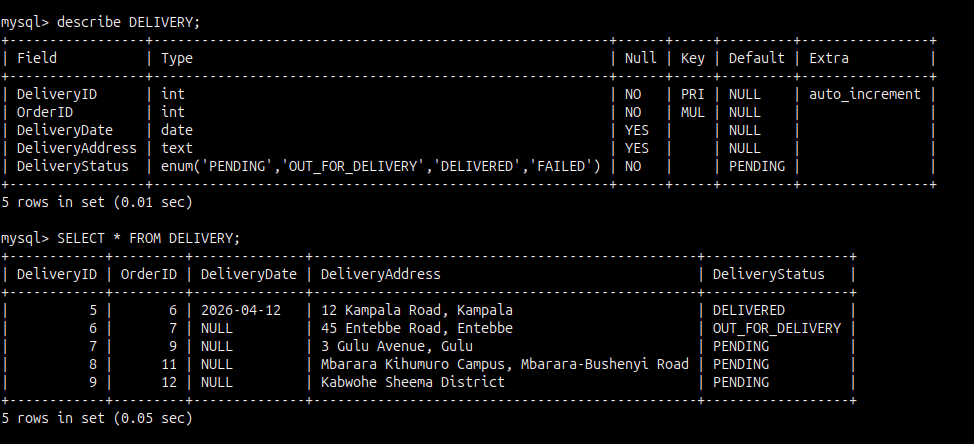 mysql> describe DELIVERY;
+-----------------+---------------------------------------------------------+------+-----+---------+----------------+
| Field           | Type                                                    | Null | Key | Default | Extra          |
+-----------------+---------------------------------------------------------+------+-----+---------+----------------+
| DeliveryID      | int                                                     | NO   | PRI | NULL    | auto_increment |
| OrderID         | int                                                     | NO   | MUL | NULL    |                |
| DeliveryDate    | date                                                    | YES  |     | NULL    |                |
| DeliveryAddress | text                                                    | YES  |     | NULL    |                |
| DeliveryStatus  | enum('PENDING','OUT_FOR_DELIVERY','DELIVERED','FAILED') | NO   |     | PENDING |                |
+-----------------+---------------------------------------------------------+------+-----+---------+----------------+
5 rows in set (0.01 sec)
mysql> SELECT * FROM DELIVERY;
+------------+---------+--------------+-----------------------------------------------+------------------+
| DeliveryID | OrderID | DeliveryDate | DeliveryAddress                               | DeliveryStatus   |
+------------+---------+--------------+-----------------------------------------------+------------------+
|          5 |       6 | 2026-04-12   | 12 Kampala Road, Kampala                      | DELIVERED        |
|          6 |       7 | NULL         | 45 Entebbe Road, Entebbe                      | OUT_FOR_DELIVERY |
|          7 |       9 | NULL         | 3 Gulu Avenue, Gulu                           | PENDING          |
|          8 |      11 | NULL         | Mbarara Kihumuro Campus, Mbarara-Bushenyi Road | PENDING          |
|          9 |      12 | NULL         | Kabwohe Sheema District                       | PENDING          |
+------------+---------+--------------+-----------------------------------------------+------------------+
5 rows in set (0.05 sec)